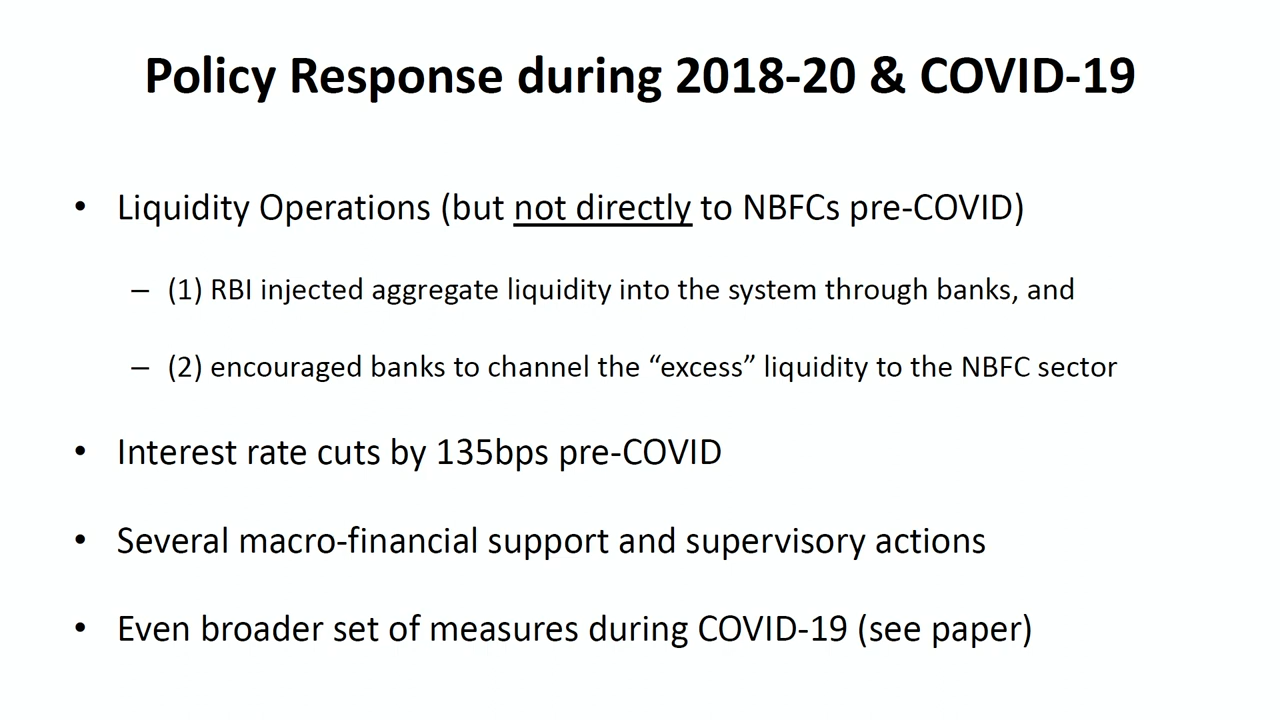 Policy Response during 2018-20 & COVID-19
• Liquidity Operations (but not directly to NBFCs pre-COVID)
– (1) RBI injected aggregate liquidity into the system through banks, and
– (2) encouraged banks to channel the “excess” liquidity to the NBFC sector
• Interest rate cuts by 135bps pre-COVID
• Several macro-financial support and supervisory actions
• Even broader set of measures during COVID-19 (see paper)